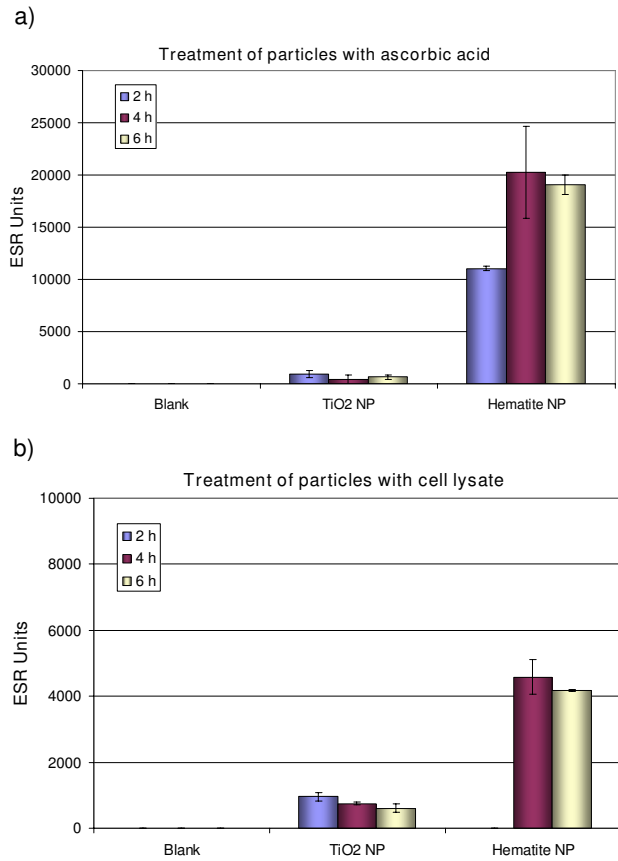 a)
Treatment of particles with ascorbic acid
30000
25000
20000
15000
10000
5000
0
ESR Units
2 h
4 h
6 h
Blank
TiO2 NP
Hematite NP
b)
Treatment of particles with cell lysate
10000
8000
6000
4000
2000
0
ESR Units
2 h
4 h
6 h
Blank
TiO2 NP
Hematite NP